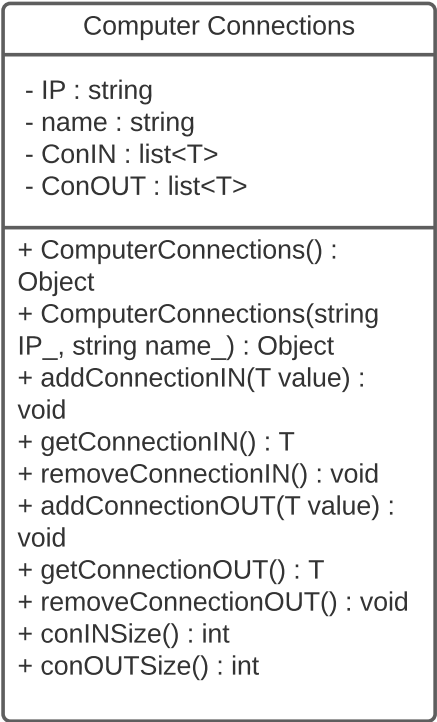 Computer Connections
- IP : string
- name : string
- ConIN : list<T>
- ConOUT : list<T>
+ ComputerConnections() :
Object
+ ComputerConnections(string
IP_, string name_) : Object
+ addConnectionIN(T value) :
void
+ getConnectionIN() : T
+ removeConnectionIN() : void
+ addConnectionOUT(T value) :
void
+ getConnectionOUT() : T
+ removeConnectionOUT() : void
+ conINSize() : int
+ conOUTSize() : int